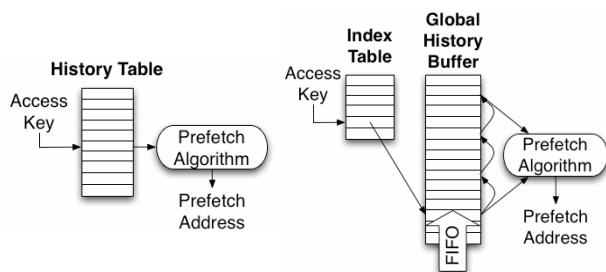 History Table
Access
Key
Prefetch
Algorithm
Prefetch
Address
Index
Table
Global
History
Buffer
Access
Key
Prefetch
Algorithm
Prefetch
Address
FIFO